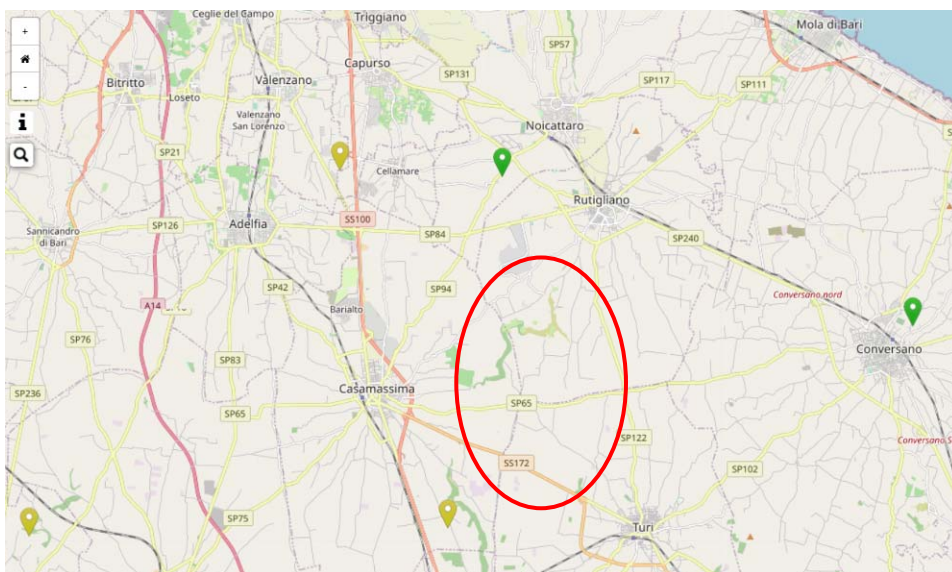 Ceglie del Campo
Triggiano
Mola di Bari
+
-
i
SP57
Capurso
SP131
SP117
SP111
Bitritto
Loseto
Valenzano
Valenzano
San Lorenzo
Noicattaro
SP21
Cellamare
Rutigliano
Sannicandro
di Bari
SP126
Adelfia
SS100
SP84
SP240
SP42
SP94
Conversano nord
A14
Barialto
SP76
SP83
Conversano
SP236
SP65
Casamassima
SP65
SP122
SS172
SP102
SP75
Turi